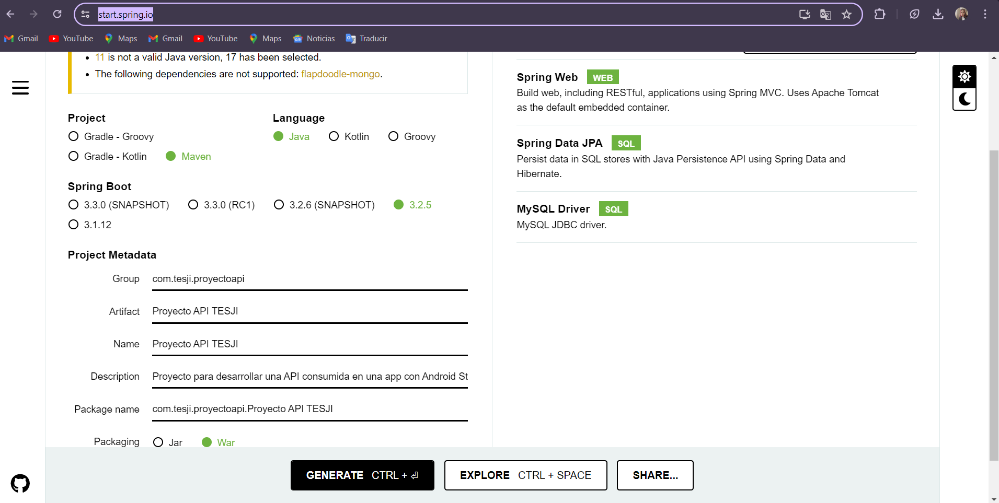 start.spring.io
Gmail YouTube Maps Gmail YouTube Maps Noticias Traducir
11 is not a valid Java version, 17 has been selected.
The following dependencies are not supported: flapdoodle-mongo.
Project
Gradle - Groovy
Gradle - Kotlin Maven
Language
Java Kotlin Groovy
Spring Boot
3.3.0 (SNAPSHOT) 3.3.0 (RC1) 3.2.6 (SNAPSHOT) 3.2.5
3.1.12
Project Metadata
Group com.tesji.proyectoapi
Artifact Proyecto API TESJI
Name Proyecto API TESJI
Description Proyecto para desarrollar una API consumida en una app con Android St
Package name com.tesji.proyectoapi.Proyecto API TESJI
Packaging Jar War
Spring Web WEB
Build web, including RESTful, applications using Spring MVC. Uses Apache Tomcat
as the default embedded container.
Spring Data JPA SQL
Persist data in SQL stores with Java Persistence API using Spring Data and
Hibernate.
MySQL Driver SQL
MySQL JDBC driver.
GENERATE CTRL + ⏎
EXPLORE CTRL + SPACE
SHARE...